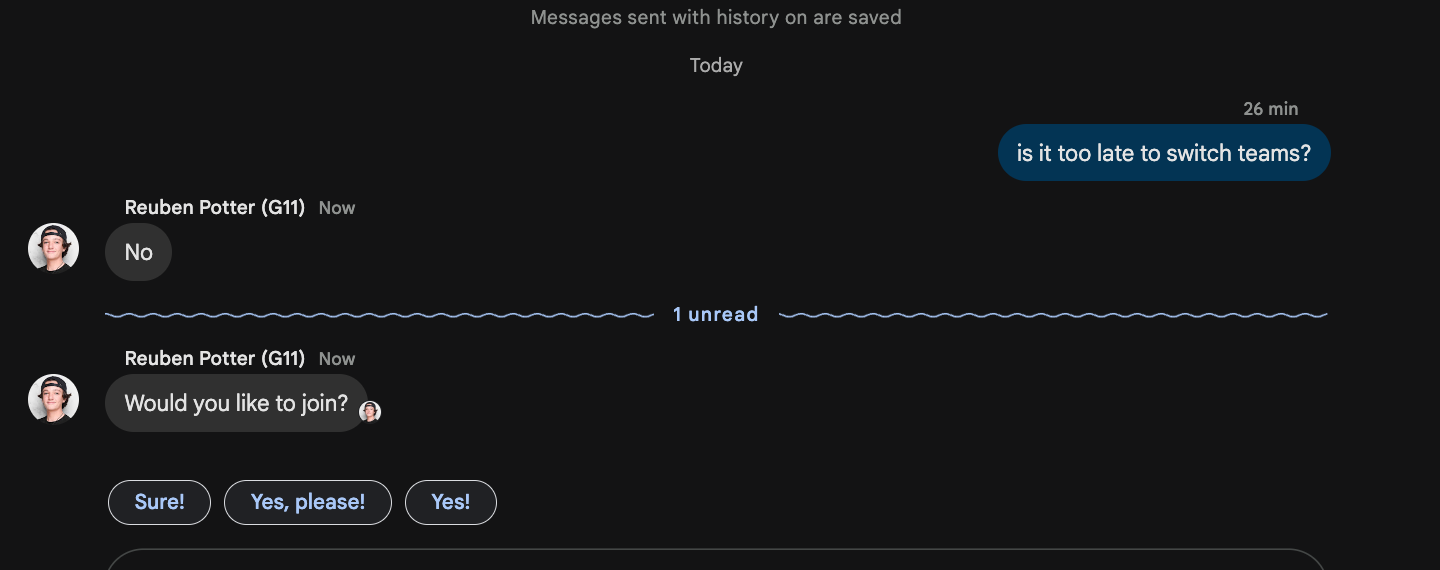 Messages sent with history on are saved
Today
26 min
is it too late to switch teams?
Reuben Potter (G11) Now
No
1 unread
Reuben Potter (G11) Now
Would you like to join?
Sure! Yes, please! Yes!